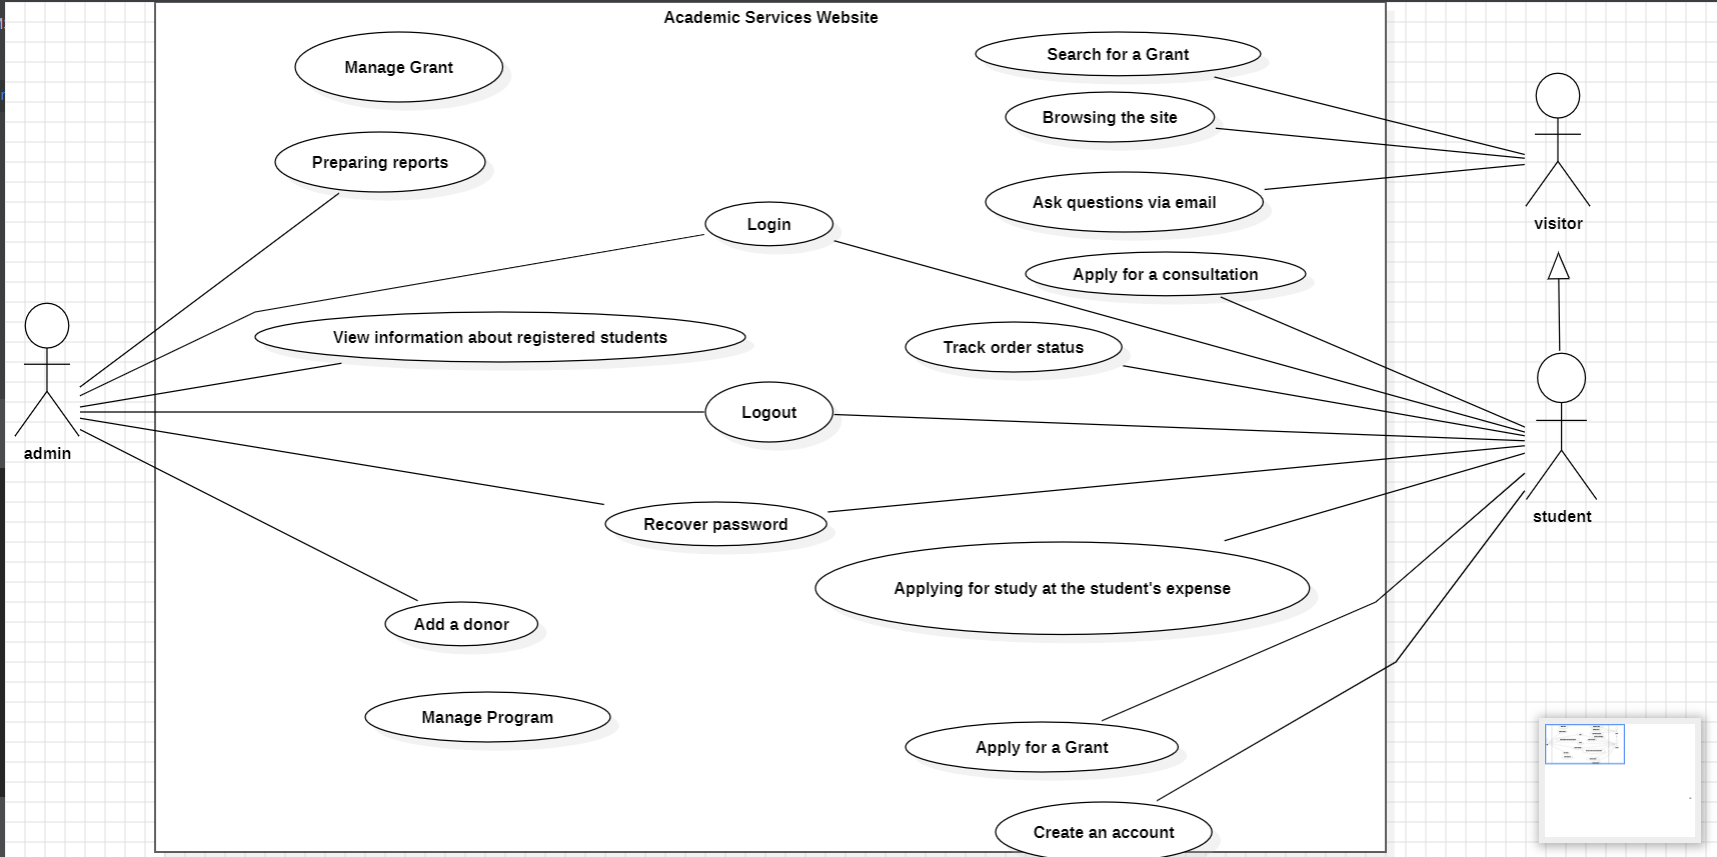 Academic Services Website
Manage Grant
Search for a Grant
Browsing the site
Preparing reports
Ask questions via email
Login
visitor
Apply for a consultation
View information about registered students
Track order status
Logout
admin
student
Recover password
Applying for study at the student's expense
Add a donor
Manage Program
Apply for a Grant
Create an account